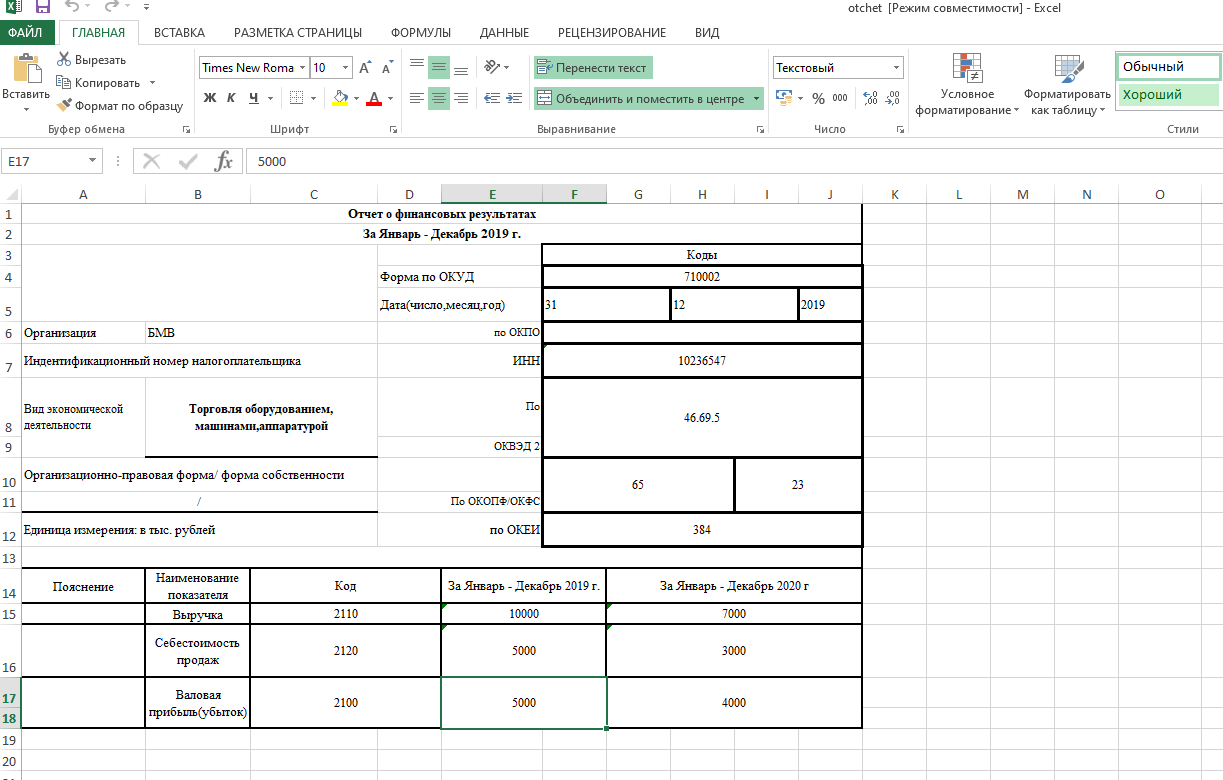 otchet [Режим совместимости] - Excel
ФАЙЛ ГЛАВНАЯ ВСТАВКА РАЗМЕТКА СТРАНИЦЫ ФОРМУЛЫ ДАННЫЕ РЕЦЕНЗИРОВАНИЕ ВИД
Вставить
Вырезать
Копировать
Формат по образцу
Буфер обмена
Times New Roma 10
Ж К Ч
Шрифт
Перенести текст
Объединить и поместить в центре
Выравнивание
Текстовый
% 000
Число
Условное форматирование
Форматировать как таблицу
Обычный
Хороший
Стили
E17 fx 5000
A B C D E F G H I J K L M N O
1 Отчет о финансовых результатах
2 За Январь - Декабрь 2019 г.
3 Коды
4 Форма по ОКУД 710002
5 Дата(число,месяц,год) 31 12 2019
6 Организация БМВ по ОКПО
7 Индентификационный номер налогоплательщика ИНН 10236547
8 Вид экономической деятельности Торговля оборудованием, машинами,аппаратурой По 46.69.5
9 ОКВЭД 2
10 Организационно-правовая форма/ форма собственности 65 23
11 / По ОКОПФ/ОКФС
12 Единица измерения: в тыс. рублей по ОКЕИ 384
13
14 Пояснение Наименование показателя Код За Январь - Декабрь 2019 г. За Январь - Декабрь 2020 г
15 Выручка 2110 10000 7000
16 Себестоимость продаж 2120 5000 3000
17 Валовая прибыль(убыток) 2100 5000 4000
18
19
20